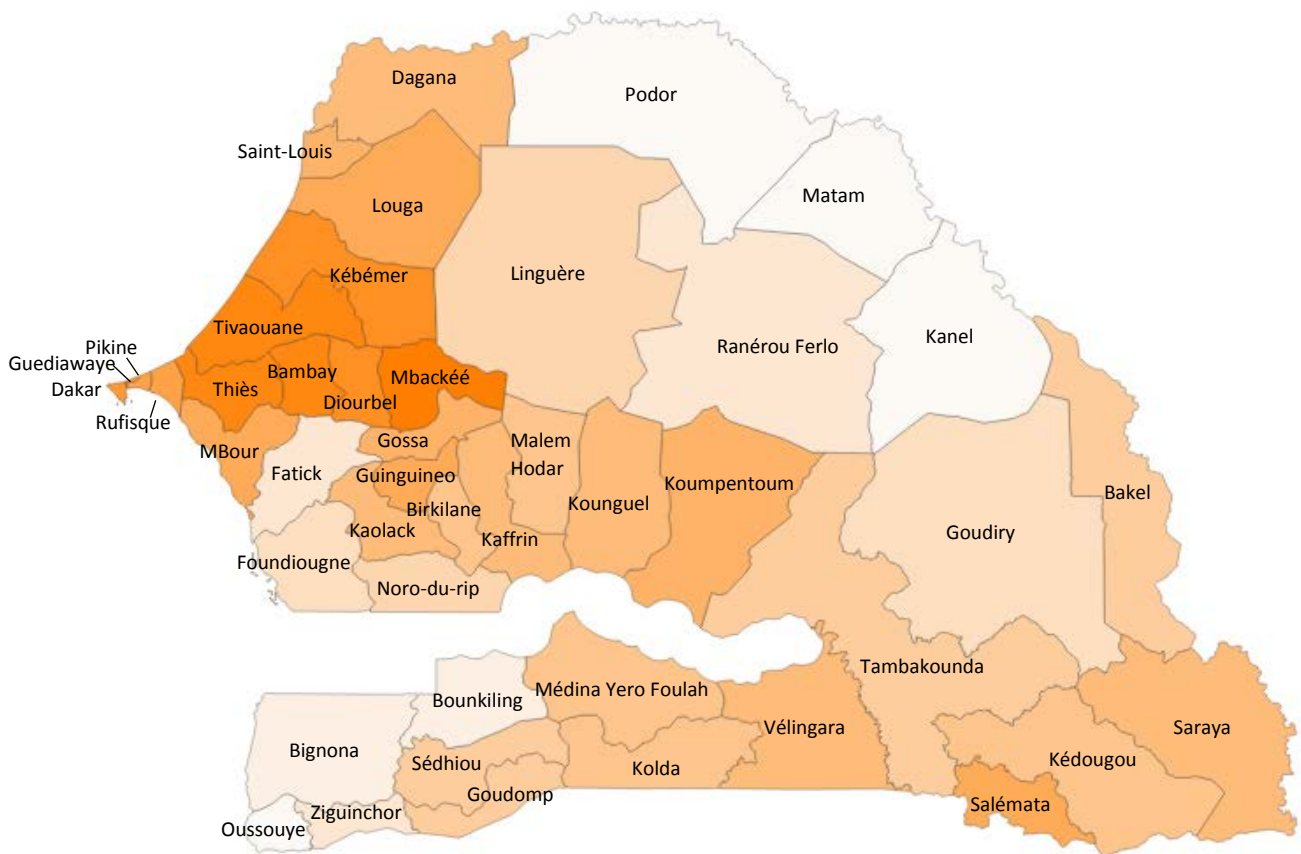 Dagana
Podor
Saint-Louis
Matam
Louga
Linguère
Kébémer
Tivaouane
Kanel
Ranérou Ferlo
Pikine
Guediawaye
Dakar
Thiès
Bambay
Mbackéé
Diourbel
Rufisque
MBour
Gossa
Malem
Hodar
Fatick
Guinguineo
Koumpentoum
Bakel
Kounguel
Birkilane
Kaolack
Goudiry
Kaffrin
Foundiougne
Noro-du-rip
Tambakounda
Médina Yero Foulah
Bounkiling
Vélingara
Saraya
Bignona
Sédhiou
Kolda
Kédougou
Goudomp
Salémata
Ziguinchor
Oussouye